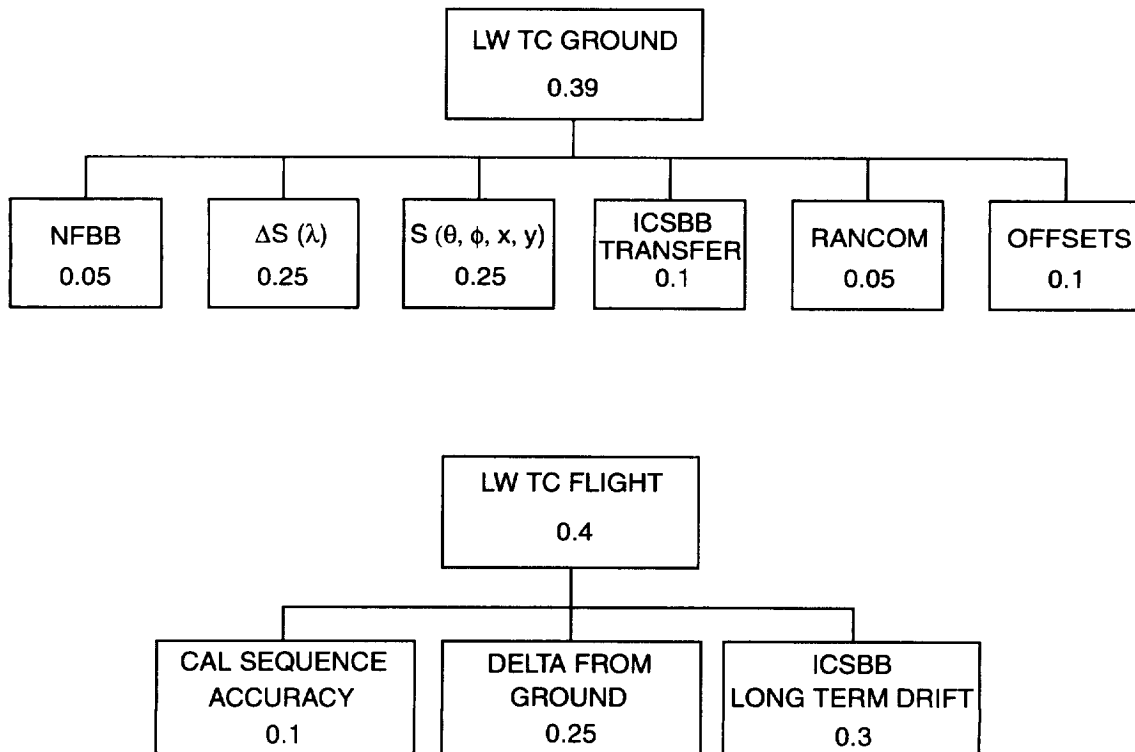 LW TC GROUND
0.39
NFBB
0.05
ΔS (λ)
0.25
S (θ, ϕ, x, y)
0.25
ICSBB
TRANSFER
0.1
RANCOM
0.05
OFFSETS
0.1
LW TC FLIGHT
0.4
CAL SEQUENCE
ACCURACY
0.1
DELTA FROM
GROUND
0.25
ICSBB
LONG TERM DRIFT
0.3